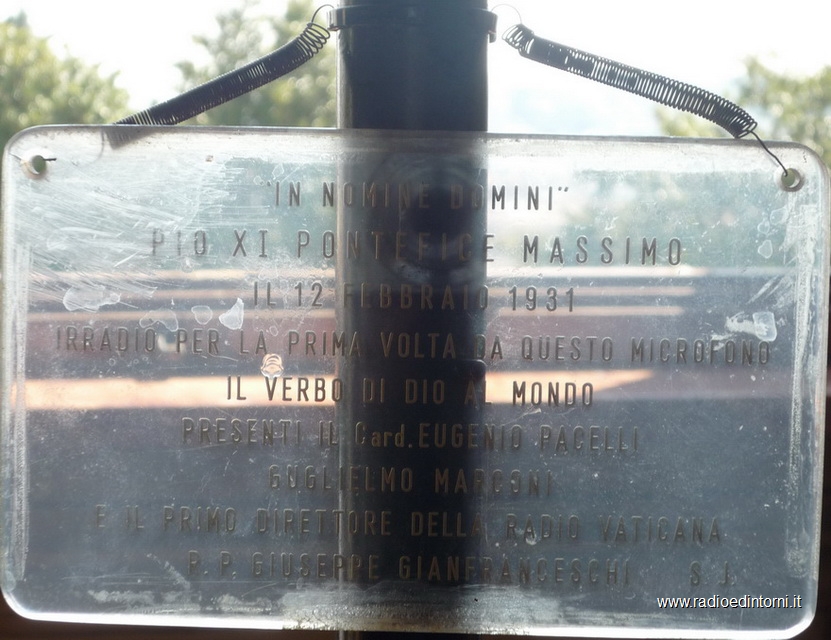 "IN NOMINE DOMINI"
PIO XI PONTEFICE MASSIMO
IL 12 FEBBRAIO 1931
IRRADIO PER LA PRIMA VOLTA DA QUESTO MICROFONO
IL VERBO DI DIO AL MONDO
PRESENTI IL Card. EUGENIO PACELLI
GUGLIELMO MARCONI
E IL PRIMO DIRETTORE DELLA RADIO VATICANA
P. P. GIUSEPPE GIANFRANCESCHI S. J.
www.radioedintorni.it